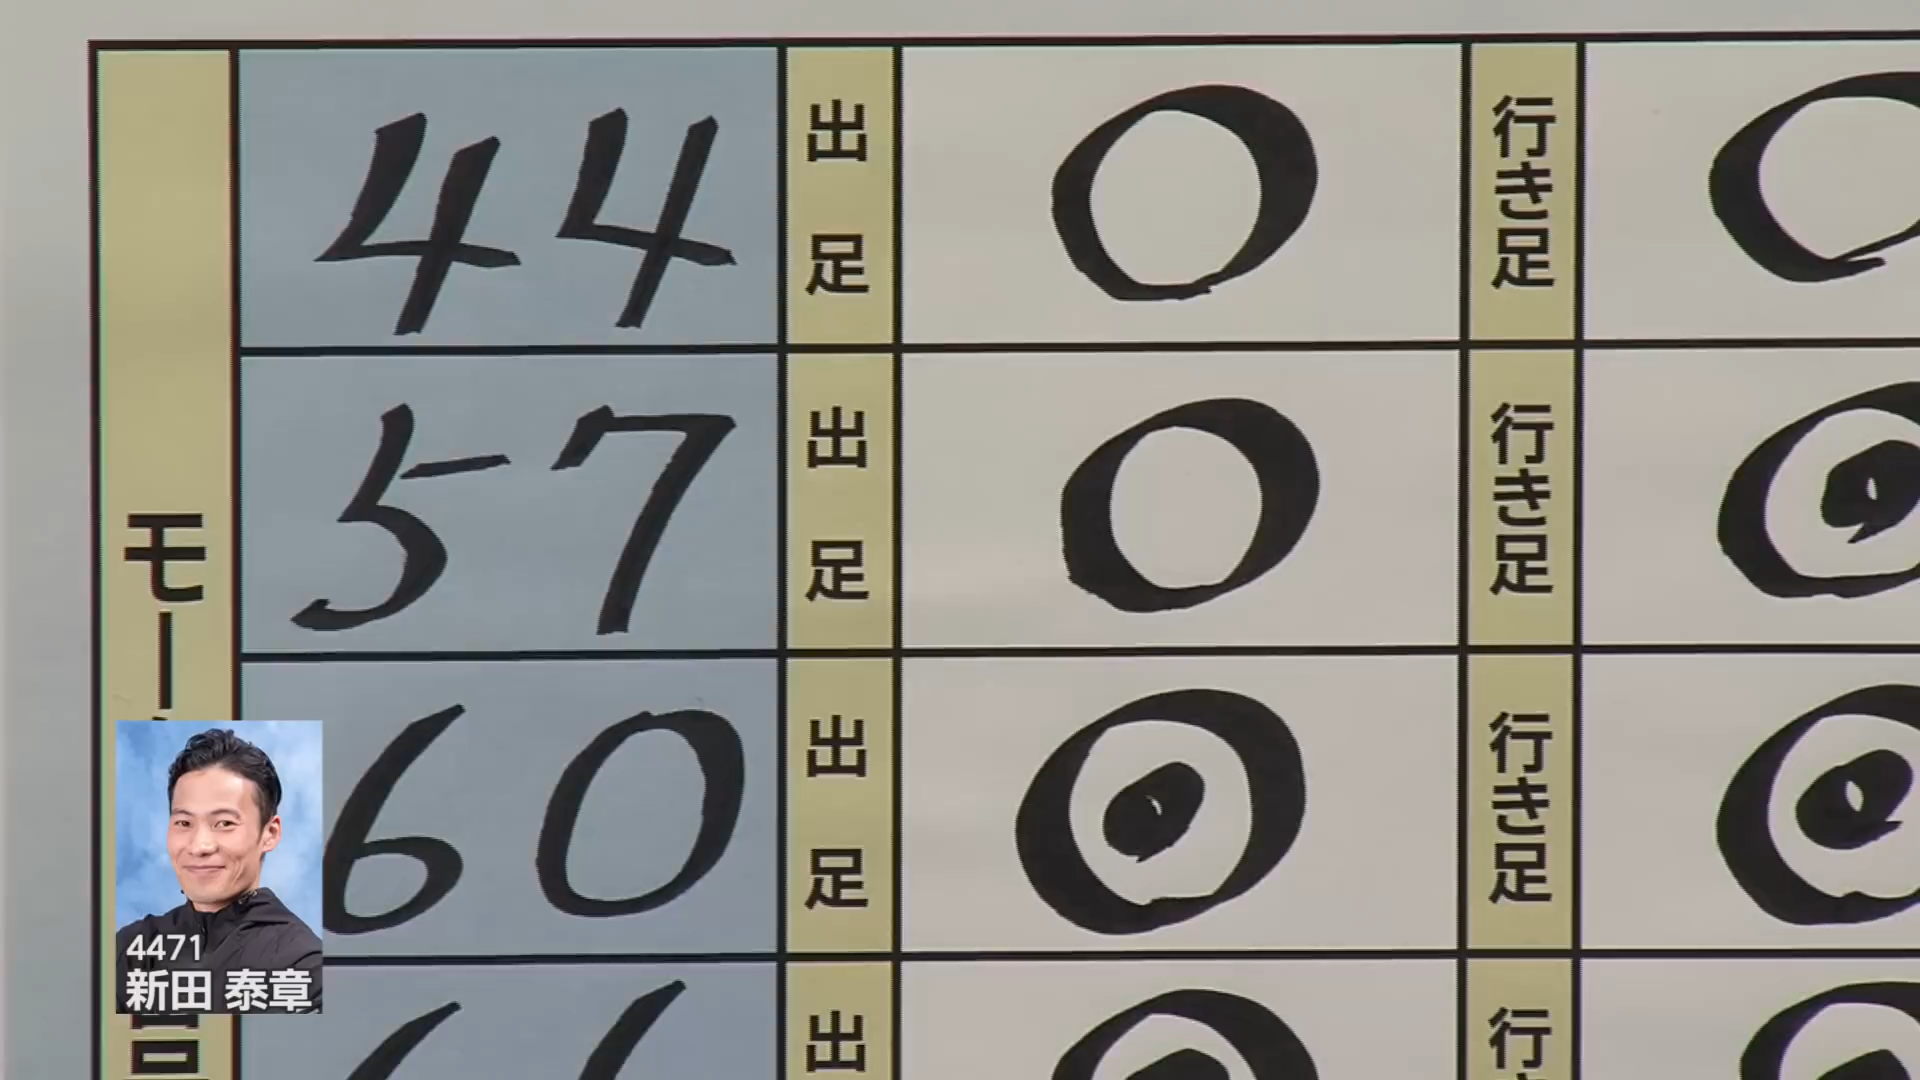 モー
44 出足 ○ 行き足 ○
57 出足 ○ 行き足 ◎
60 出足 ◎ 行き足 ◎
出 行
4471
新田 泰章